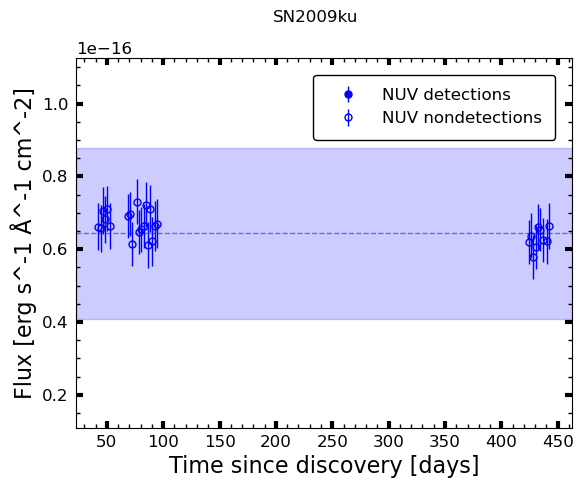 SN2009ku
1e−16
NUV detections
NUV nondetections
Flux [erg s^-1 Å^-1 cm^-2]
1.0
0.8
0.6
0.4
0.2
50 100 150 200 250 300 350 400 450
Time since discovery [days]